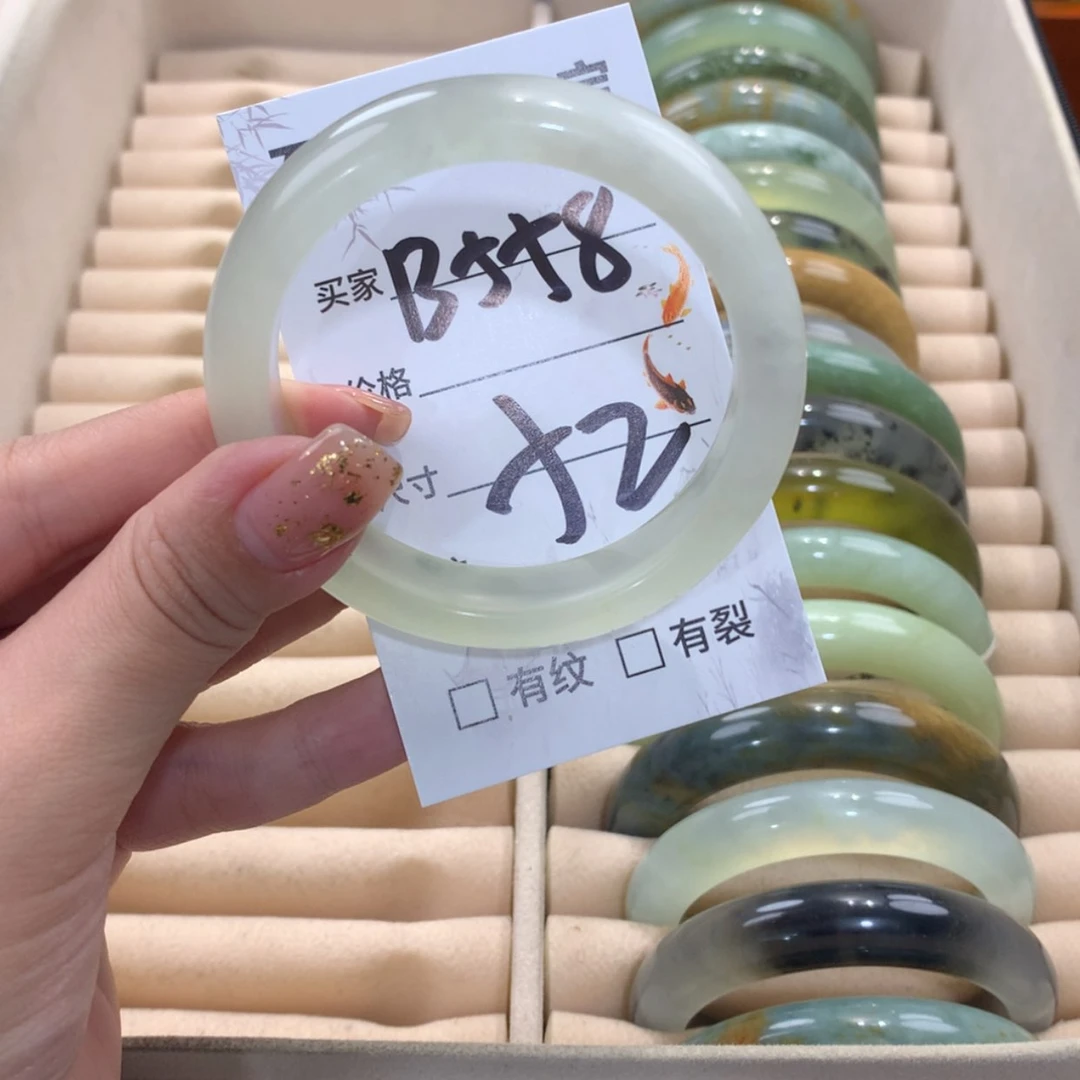 买家 B558
价格
尺寸 52
有纹 有裂